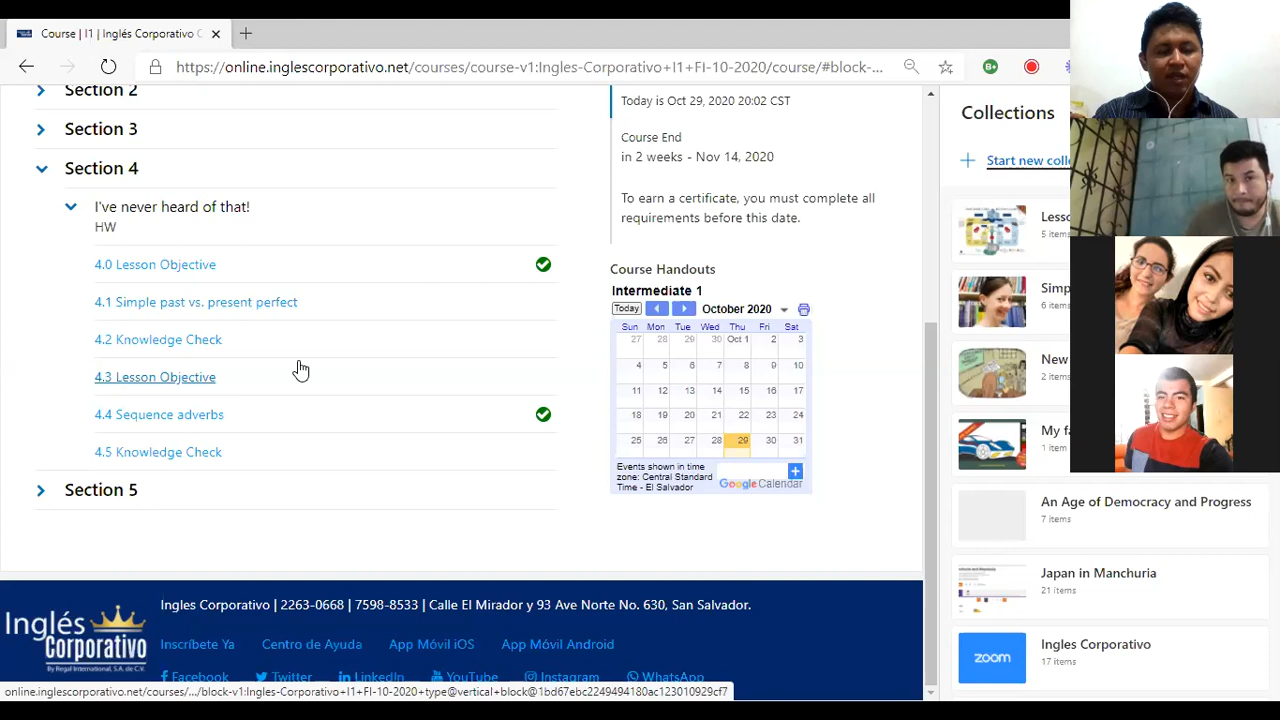 Course | I1 | Inglés Corporativo C
https://online.inglescorporativo.net/courses/course-v1:Ingles-Corporativo+I1+FI-10-2020/course/#block-...
Section 2
Section 3
Section 4
I've never heard of that!
HW
4.0 Lesson Objective
4.1 Simple past vs. present perfect
4.2 Knowledge Check
4.3 Lesson Objective
4.4 Sequence adverbs
4.5 Knowledge Check
Section 5
Today is Oct 29, 2020 20:02 CST
Course End
in 2 weeks - Nov 14, 2020
To earn a certificate, you must complete all
requirements before this date.
Course Handouts
Intermediate 1
Today October 2020
Sun Mon Tue Wed Thu Fri Sat
27 28 29 30 Oct 1 2 3
4 5 6 7 8 9 10
11 12 13 14 15 16 17
18 19 20 21 22 23 24
25 26 27 28 29 30 31
Events shown in time
zone: Central Standard
Time - El Salvador
Google Calendar
Collections
Start new coll
Lesso
5 items
Simp
6 items
New
2 items
My fa
1 item
An Age of Democracy and Progress
7 items
Japan in Manchuria
21 items
zoom
Ingles Corporativo
17 items
Inglés
Corporativo
By Regal International, S.A. de C.V.
Ingles Corporativo | 2263-0668 | 7598-8533 | Calle El Mirador y 93 Ave Norte No. 630, San Salvador.
Inscríbete Ya Centro de Ayuda App Móvil iOS App Móvil Android
Facebook Twitter LinkedIn YouTube Instagram WhatsApp
online.inglescorporativo.net/courses/.../block-v1:Ingles-Corporativo+I1+FI-10-2020+type@vertical+block@1bd67ebc2249494180ac123010929cf7